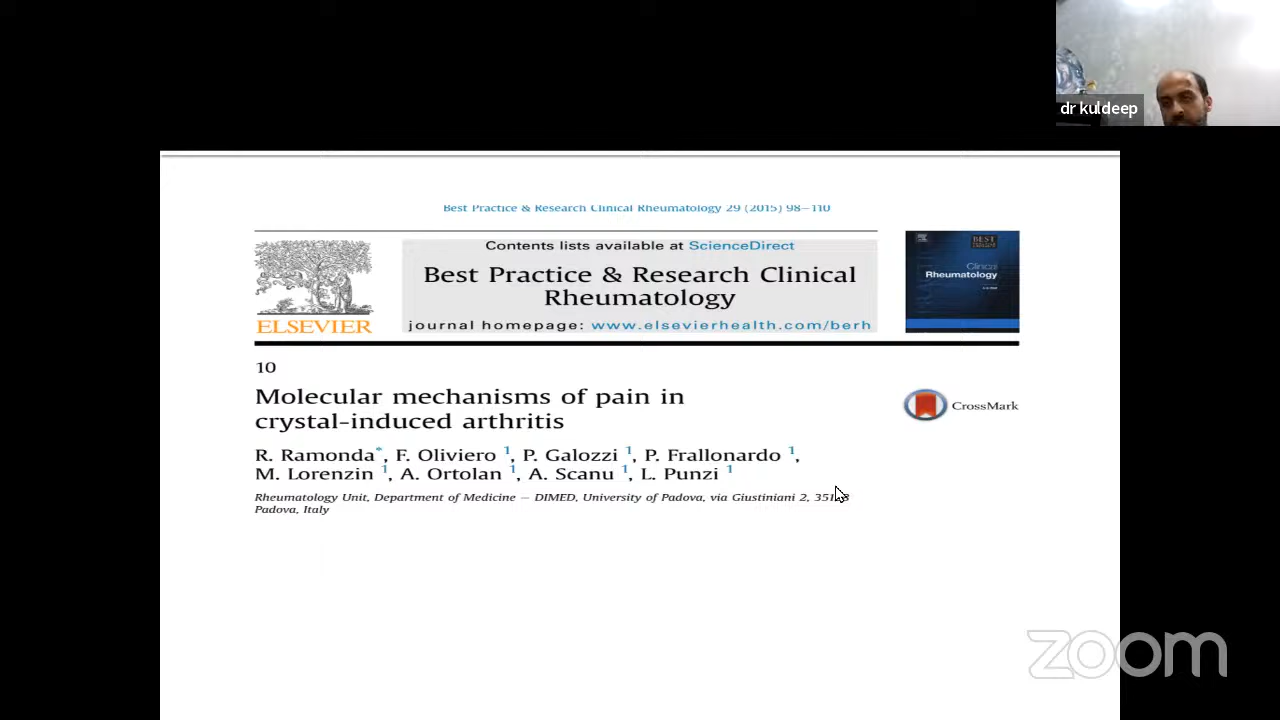 dr kuldeep
Best Practice & Research Clinical Rheumatology 29 (2015) 98–110
Contents lists available at ScienceDirect
Best Practice & Research Clinical
Rheumatology
journal homepage: www.elsevierhealth.com/berh
ELSEVIER
BEST
Clinical
Rheumatology
10
Molecular mechanisms of pain in
crystal-induced arthritis
CrossMark
R. Ramonda*, F. Oliviero 1, P. Galozzi 1, P. Frallonardo 1,
M. Lorenzin 1, A. Ortolan 1, A. Scanu 1, L. Punzi 1
Rheumatology Unit, Department of Medicine – DIMED, University of Padova, via Giustiniani 2,
Padova, Italy
zoom